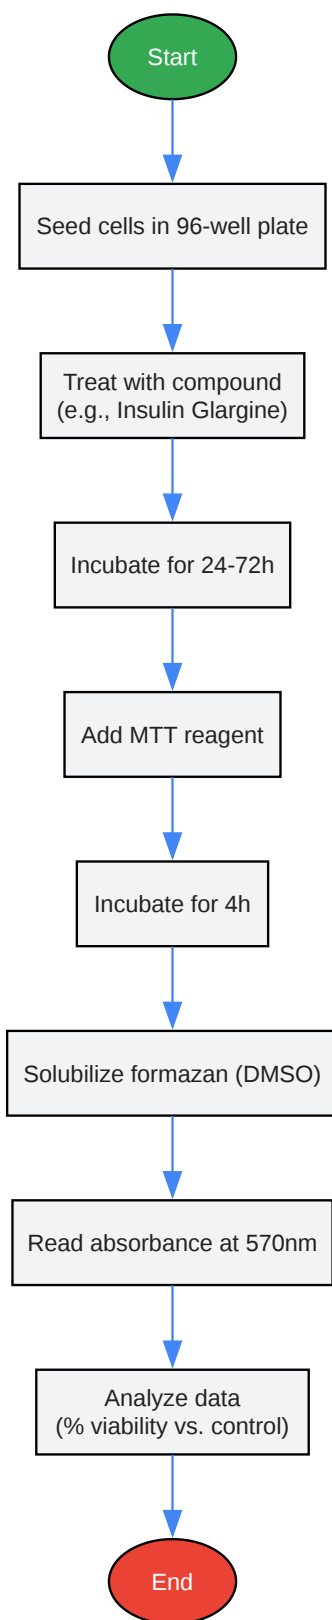 Start
Seed cells in 96-well plate
Treat with compound
(e.g., Insulin Glargine)
Incubate for 24-72h
Add MTT reagent
Incubate for 4h
Solubilize formazan (DMSO)
Read absorbance at 570nm
Analyze data
(% viability vs. control)
End